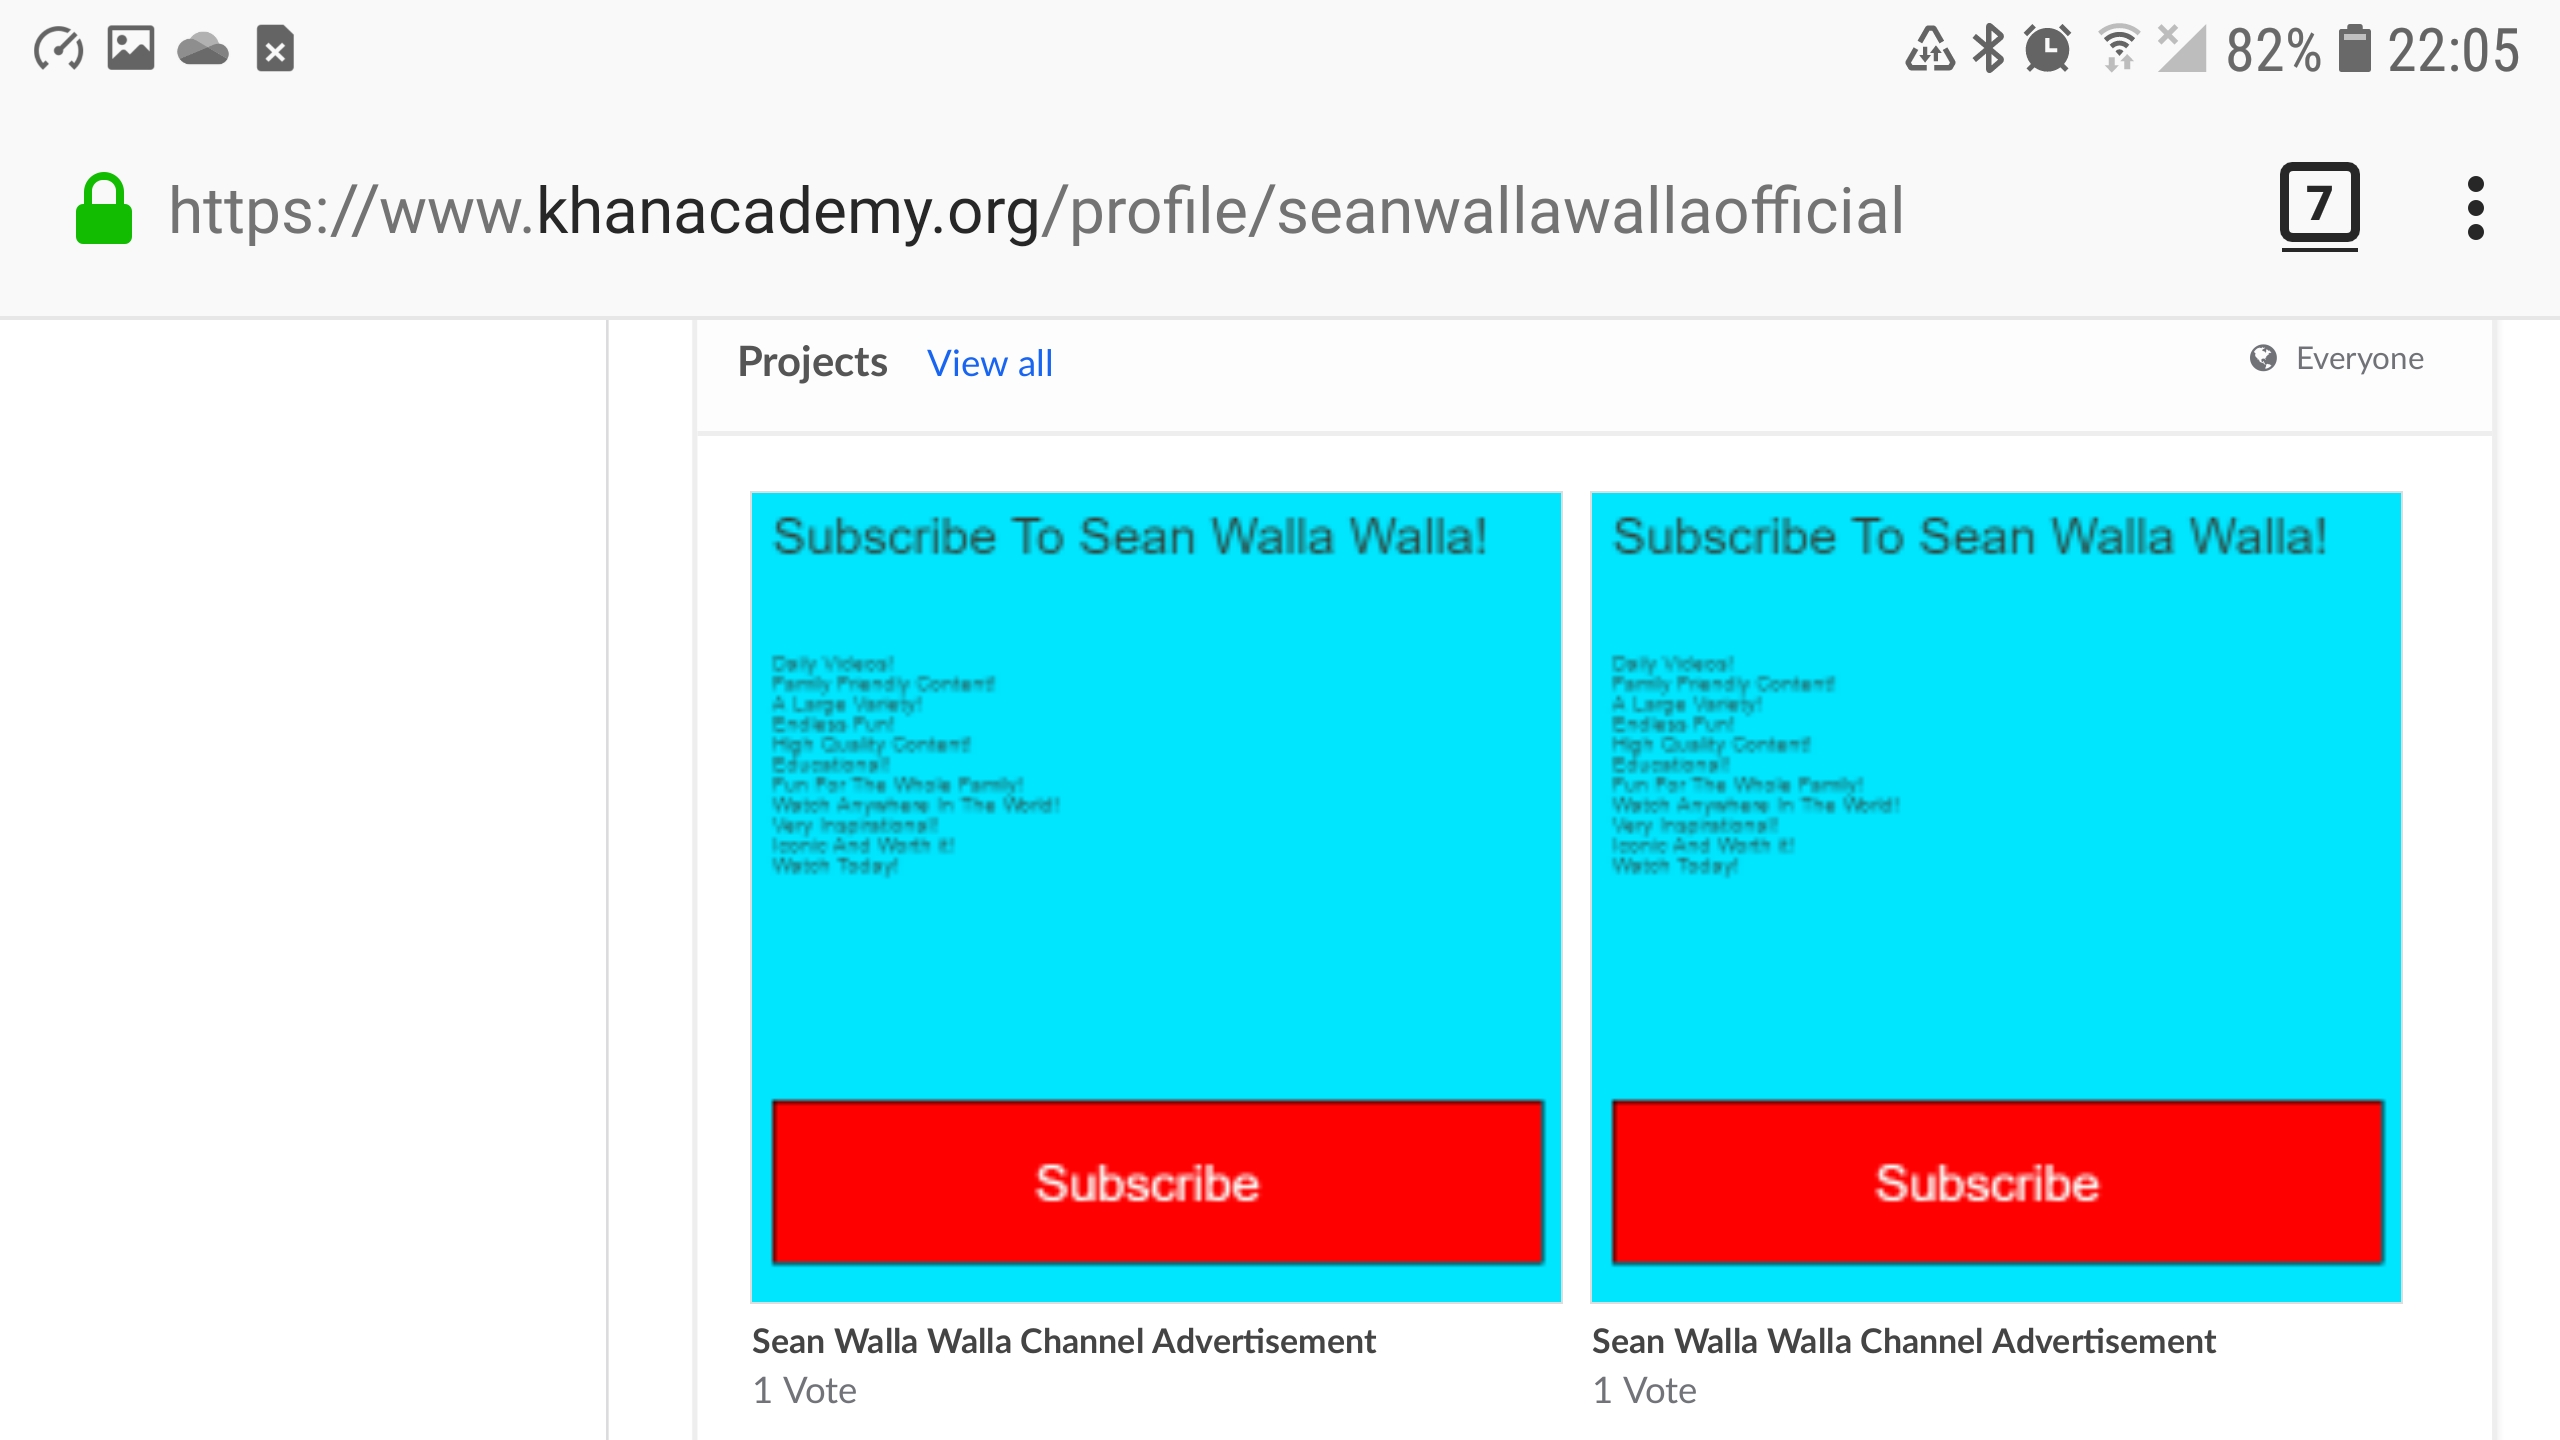 82% 22:05
https://www.khanacademy.org/profile/seanwallawallaofficial
7
Projects View all
Everyone
Subscribe To Sean Walla Walla!
Daily Videos!
Family Friendly Content!
A Large Variety!
Endless Fun!
High Quality Content!
Educational!
Fun For The Whole Family!
Watch Anywhere In The World!
Very Inspirational!
Iconic And Worth it!
Watch Today!
Subscribe
Sean Walla Walla Channel Advertisement
1 Vote
Subscribe To Sean Walla Walla!
Daily Videos!
Family Friendly Content!
A Large Variety!
Endless Fun!
High Quality Content!
Educational!
Fun For The Whole Family!
Watch Anywhere In The World!
Very Inspirational!
Iconic And Worth it!
Watch Today!
Subscribe
Sean Walla Walla Channel Advertisement
1 Vote